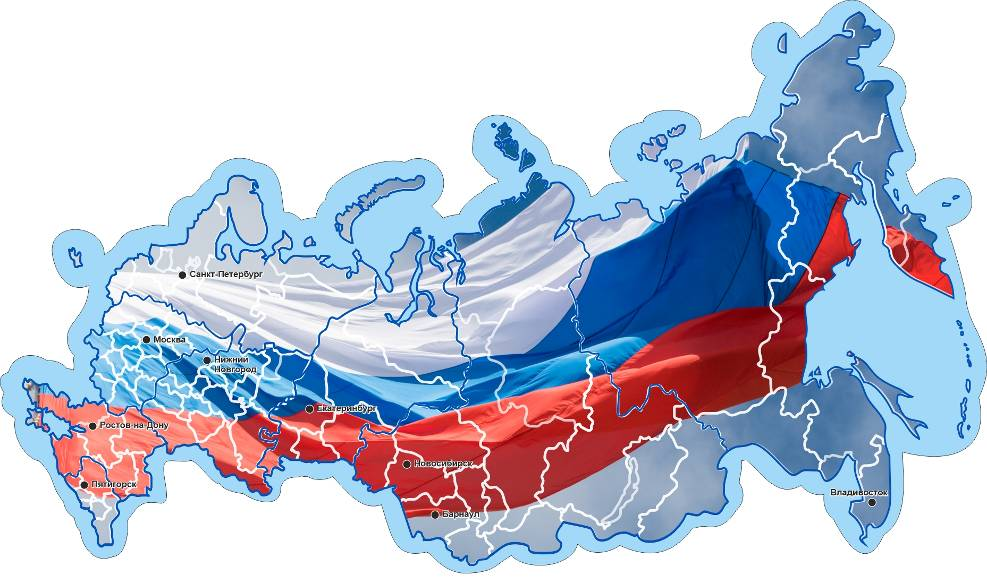 Санкт-Петербург
Москва
Нижний
Новгород
Екатеринбург
Ростов-на-Дону
Новосибирск
Пятигорск
Владивосток
Барнаул